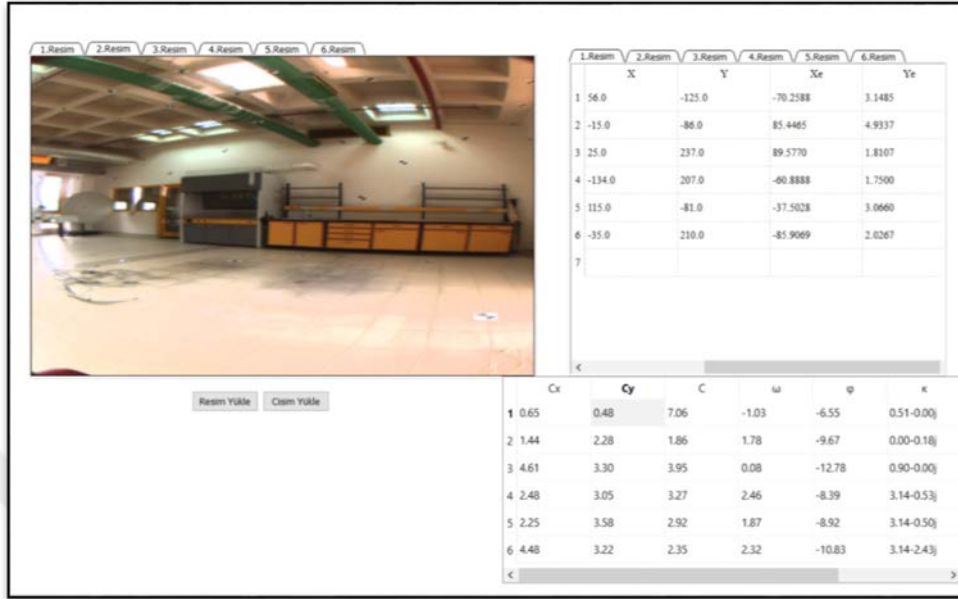 1.Resim 2.Resim 3.Resim 4.Resim 5.Resim 6.Resim
1.Resim 2.Resim 3.Resim 4.Resim 5.Resim 6.Resim
X Y Xe Ye
1 56.0 -125.0 -70.2588 3.1485
2 -15.0 -86.0 85.4465 4.9337
3 25.0 237.0 89.5770 1.8107
4 -134.0 207.0 -60.8888 1.7500
5 115.0 -81.0 -37.5028 3.0660
6 -35.0 210.0 -85.9069 2.0267
7
Resim Yükle Cisim Yükle
Cx Cy C ω φ κ
1 0.65 0.48 7.06 -1.03 -6.55 0.51-0.00j
2 1.44 2.28 1.86 1.78 -9.67 0.00-0.18j
3 4.61 3.30 3.95 0.08 -12.78 0.90-0.00j
4 2.48 3.05 3.27 2.46 -8.39 3.14-0.53j
5 2.25 3.58 2.92 1.87 -8.92 3.14-0.50j
6 4.48 3.22 2.35 2.32 -10.83 3.14-2.43j